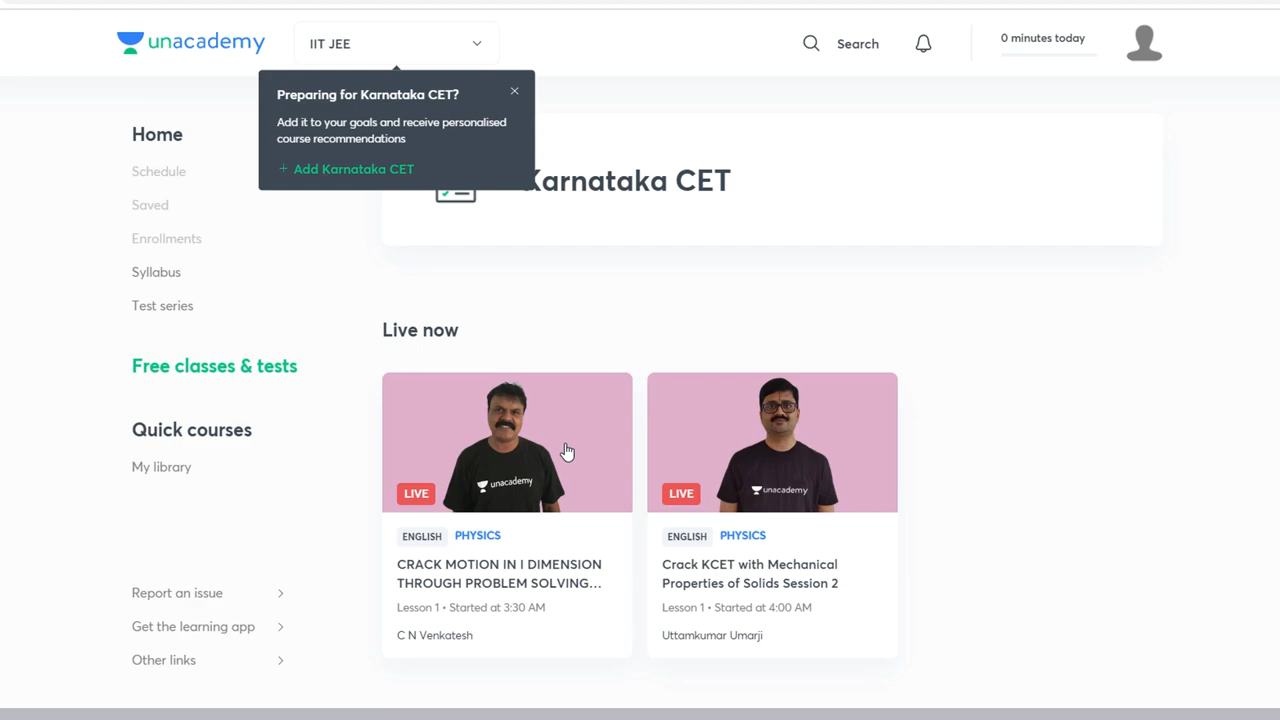 unacademy
IIT JEE
Search
0 minutes today
Preparing for Karnataka CET?
Add it to your goals and receive personalised
course recommendations
+ Add Karnataka CET
Karnataka CET
Home
Schedule
Saved
Enrollments
Syllabus
Test series
Free classes & tests
Quick courses
My library
Report an issue
Get the learning app
Other links
Live now
unacademy
LIVE
ENGLISH PHYSICS
CRACK MOTION IN I DIMENSION
THROUGH PROBLEM SOLVING...
Lesson 1 • Started at 3:30 AM
C N Venkatesh
unacademy
LIVE
ENGLISH PHYSICS
Crack KCET with Mechanical
Properties of Solids Session 2
Lesson 1 • Started at 4:00 AM
Uttamkumar Umarji